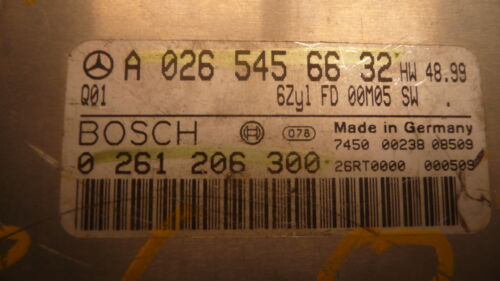 A 026 545 66 32 HW 48.99
Q01 6Zyl FD 00M05 SW .
BOSCH 078 Made in Germany
7450 00238 08509
0 261 206 300 26RT0000 000509